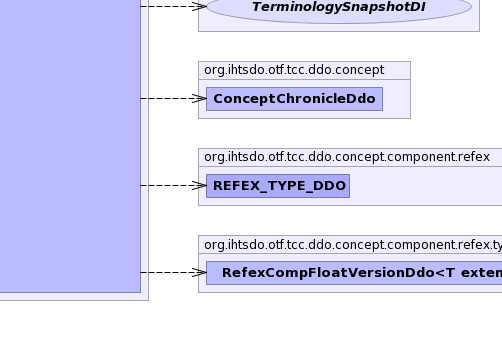 TerminologySnapshotDI
org.ihtsdo.otf.tcc.ddo.concept
ConceptChronicleDdo
org.ihtsdo.otf.tcc.ddo.concept.component.refex
REFEX_TYPE_DDO
org.ihtsdo.otf.tcc.ddo.concept.component.refex.ty
RefexCompFloatVersionDdo<T exten